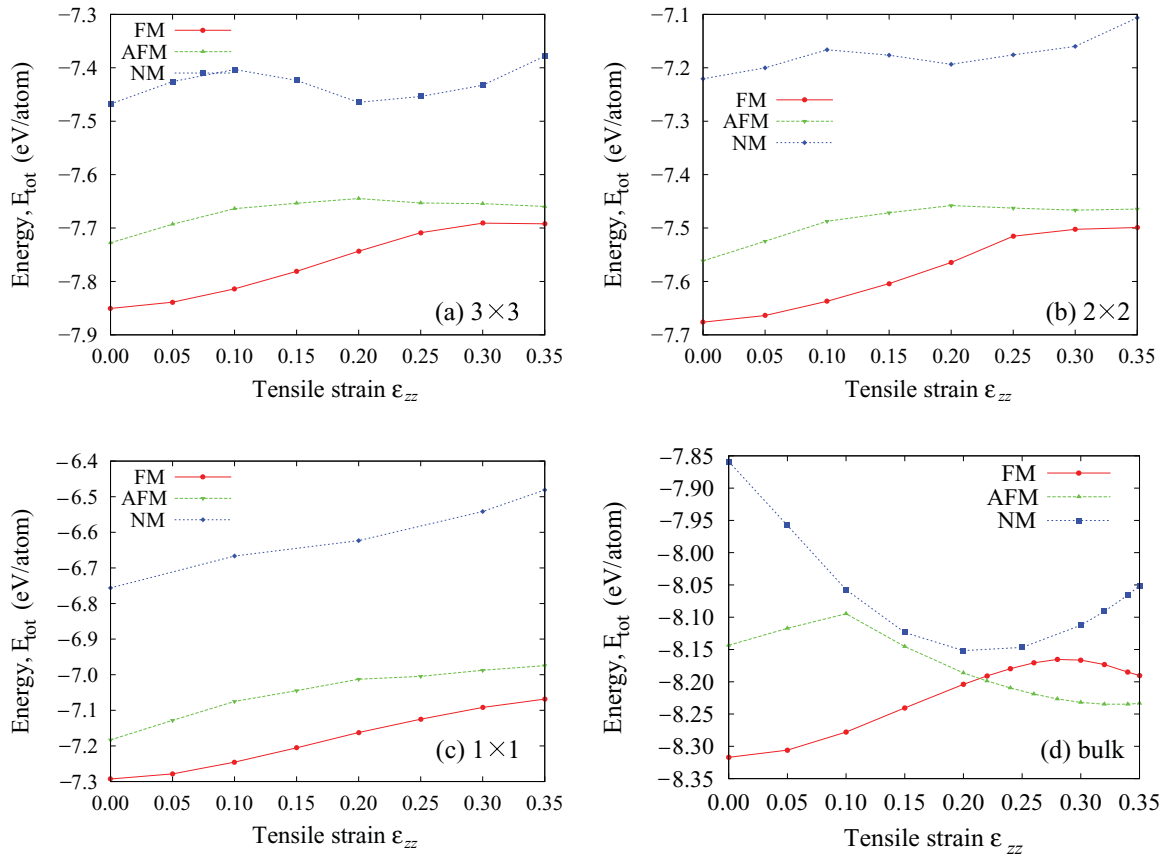 −7.3
−7.4
−7.5
−7.6
−7.7
−7.8
−7.9
Energy, E_tot (eV/atom)
FM
AFM
NM
(a) 3×3
0.00 0.05 0.10 0.15 0.20 0.25 0.30 0.35
Tensile strain ε_zz
−7.1
−7.2
−7.3
−7.4
−7.5
−7.6
−7.7
Energy, E_tot (eV/atom)
FM
AFM
NM
(b) 2×2
0.00 0.05 0.10 0.15 0.20 0.25 0.30 0.35
Tensile strain ε_zz
−6.4
−6.5
−6.6
−6.7
−6.8
−6.9
−7.0
−7.1
−7.2
−7.3
Energy, E_tot (eV/atom)
FM
AFM
NM
(c) 1×1
0.00 0.05 0.10 0.15 0.20 0.25 0.30 0.35
Tensile strain ε_zz
−7.85
−7.90
−7.95
−8.00
−8.05
−8.10
−8.15
−8.20
−8.25
−8.30
−8.35
Energy, E_tot (eV/atom)
FM
AFM
NM
(d) bulk
0.00 0.05 0.10 0.15 0.20 0.25 0.30 0.35
Tensile strain ε_zz